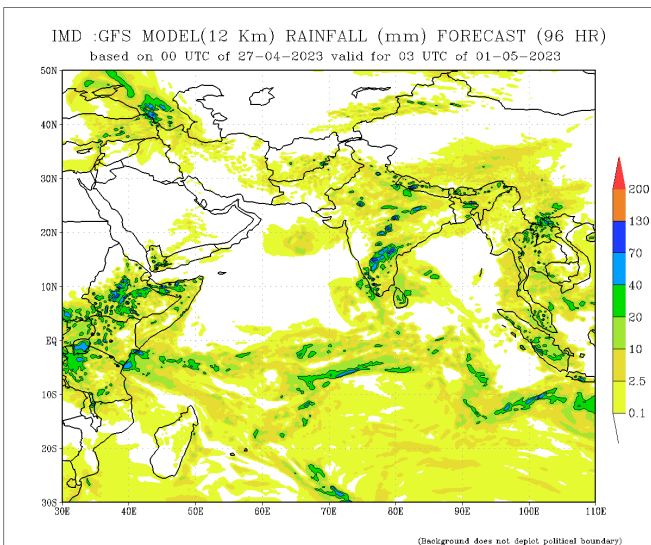 IMD :GFS MODEL(12 Km) RAINFALL (mm) FORECAST (96 HR)
based on 00 UTC of 27-04-2023 valid for 03 UTC of 01-05-2023
50N
40N
30N
20N
10N
EQ
10S
20S
30S
30E 40E 50E 60E 70E 80E 90E 100E 110E
200
130
70
40
20
10
2.5
0.1
(Background does not depict political boundary)